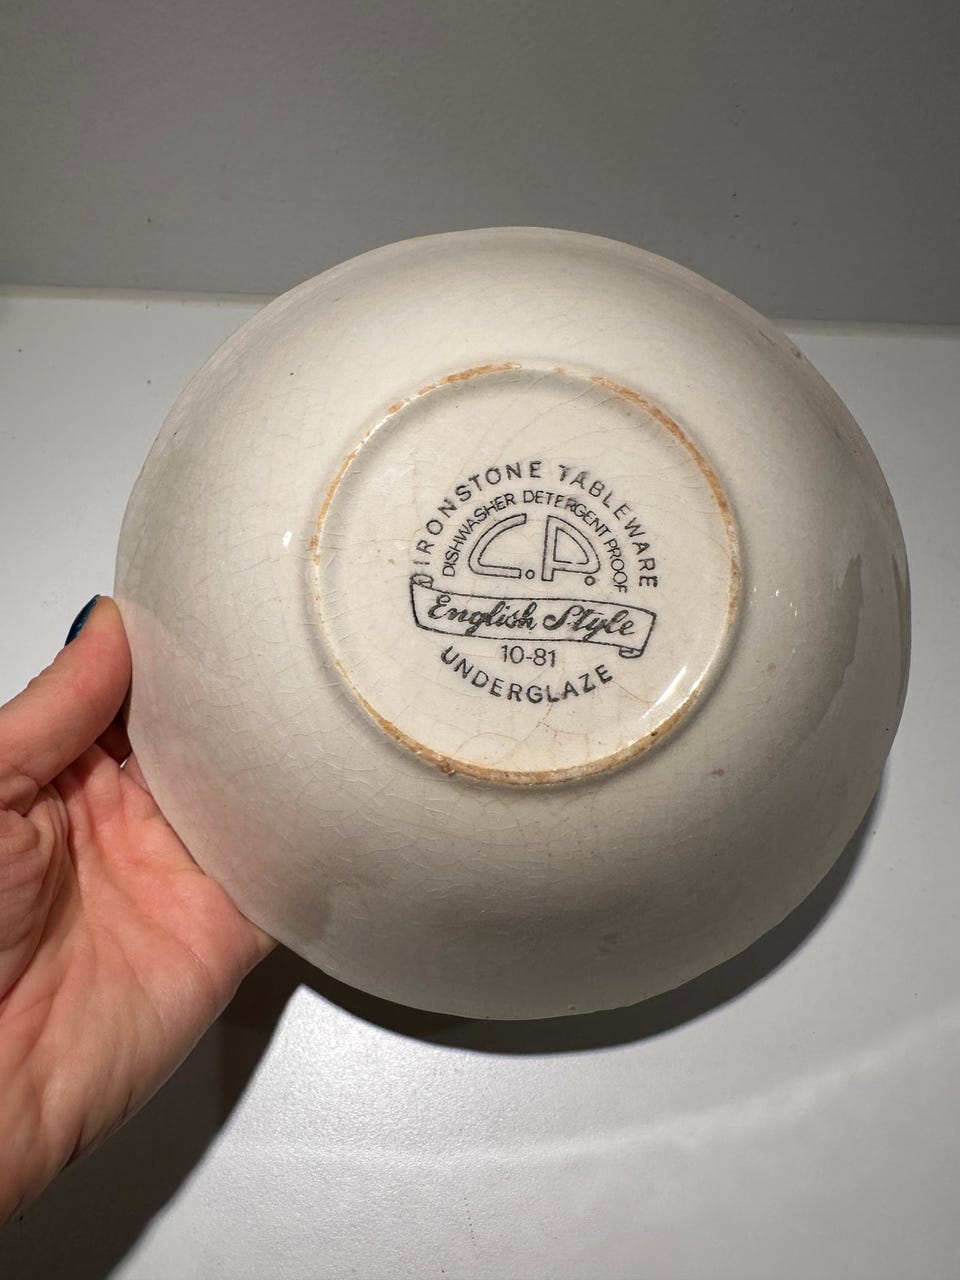 IRONSTONE TABLEWARE
DISHWASHER DETERGENT PROOF
C.P.
English Style
10-81
UNDERGLAZE